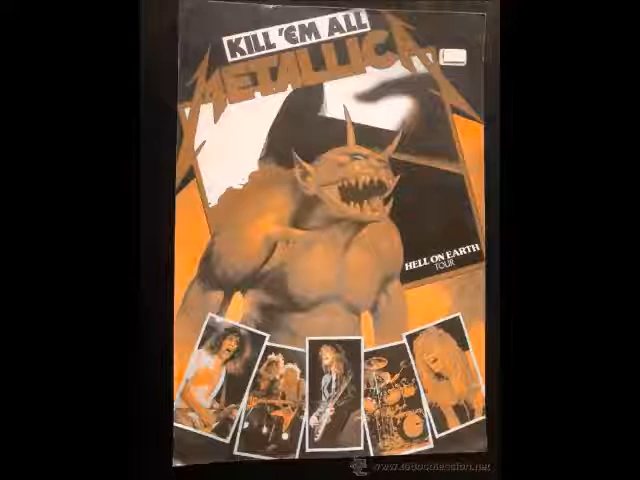 KILL 'EM ALL
METALLICA
HELL ON EARTH
TOUR
www.todocoleccion.net